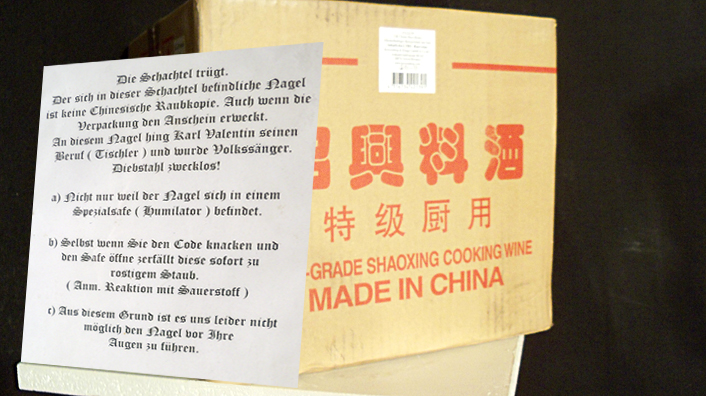 Die Schachtel trügt.
Der sich in dieser Schachtel befindliche Nagel
ist keine Chinesische Raubkopie. Auch wenn die
Verpackung den Anschein erweckt.
An diesem Nagel hing Karl Valentin seinen
Beruf ( Tischler ) und wurde Volkssänger.
Diebstahl zwecklos!
a) Nicht nur weil der Nagel sich in einem
Spezialsafe ( Humilator ) befindet.
b) Selbst wenn Sie den Code knacken und
den Safe öffne zerfällt diese sofort zu
rostigem Staub.
( Anm. Reaktion mit Sauerstoff )
c) Aus diesem Grund ist es uns leider nicht
möglich den Nagel vor Ihre
Augen zu führen.
興料酒
特级厨用
-GRADE SHAOXING COOKING WINE
MADE IN CHINA